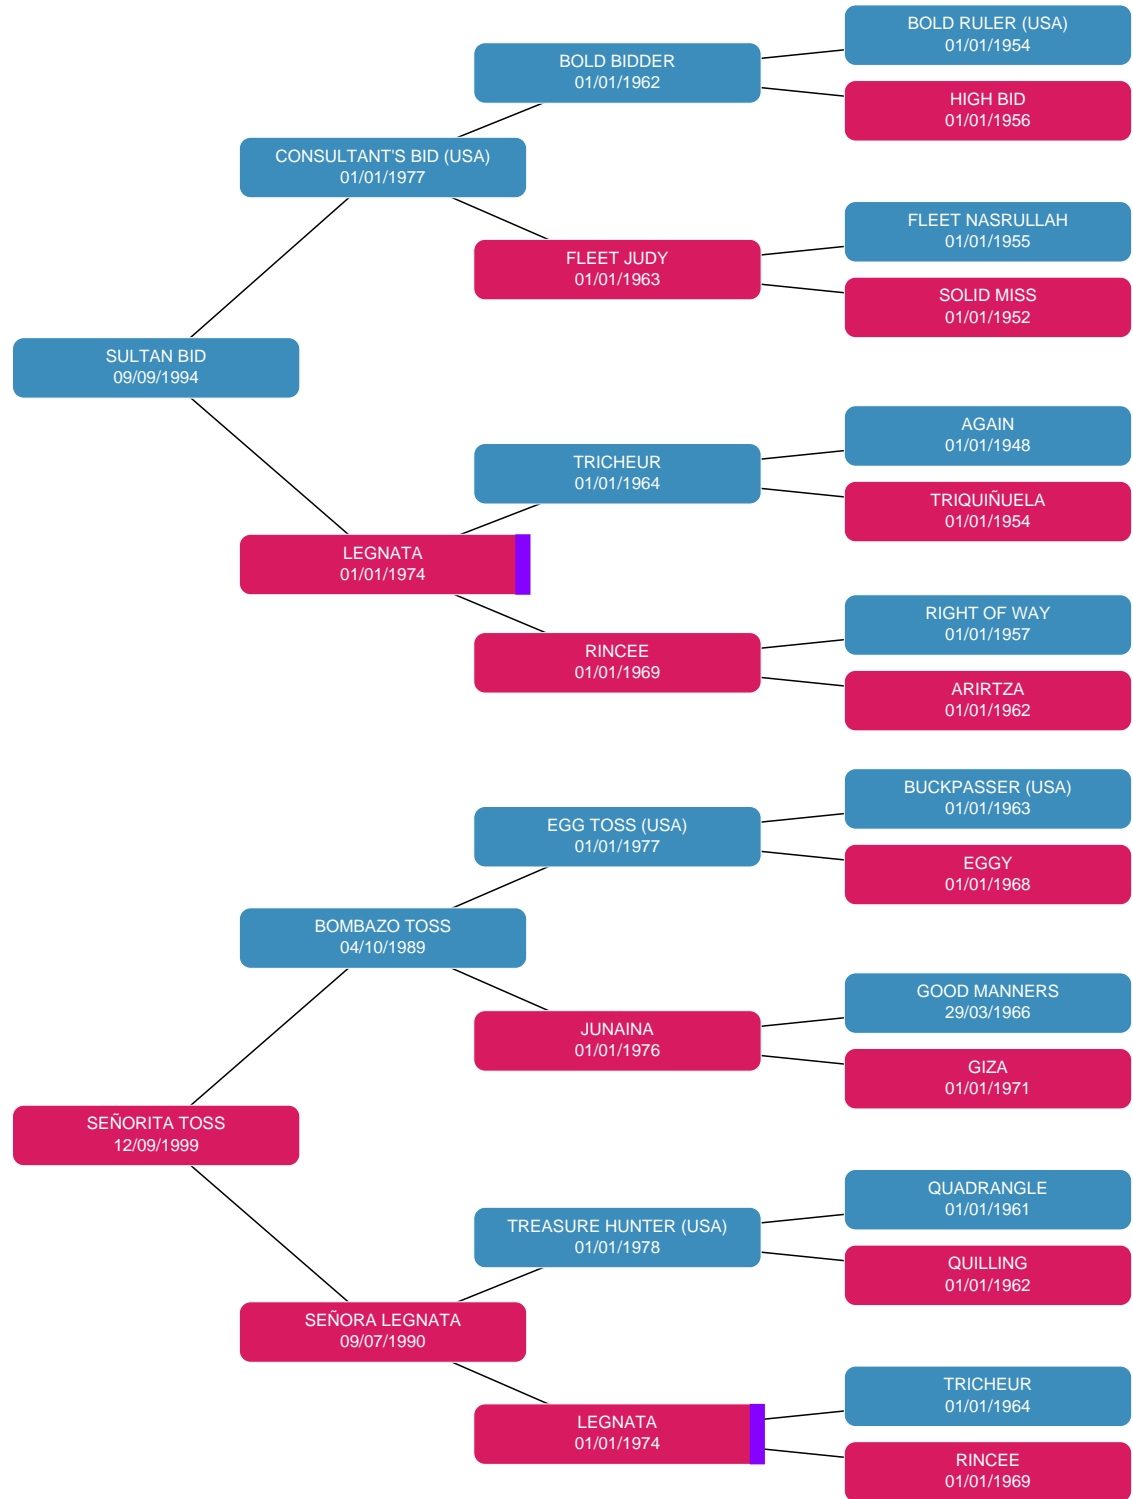 BOLD RULER (USA)
01/01/1954
BOLD BIDDER
01/01/1962
HIGH BID
01/01/1956
CONSULTANT'S BID (USA)
01/01/1977
FLEET NASRULLAH
01/01/1955
FLEET JUDY
01/01/1963
SOLID MISS
01/01/1952
SULTAN BID
09/09/1994
AGAIN
01/01/1948
TRICHEUR
01/01/1964
TRIQUIÑUELA
01/01/1954
LEGNATA
01/01/1974
RIGHT OF WAY
01/01/1957
RINCEE
01/01/1969
ARIRTZA
01/01/1962
BUCKPASSER (USA)
01/01/1963
EGG TOSS (USA)
01/01/1977
EGGY
01/01/1968
BOMBAZO TOSS
04/10/1989
GOOD MANNERS
29/03/1966
JUNAINA
01/01/1976
GIZA
01/01/1971
SEÑORITA TOSS
12/09/1999
QUADRANGLE
01/01/1961
TREASURE HUNTER (USA)
01/01/1978
QUILLING
01/01/1962
SEÑORA LEGNATA
09/07/1990
TRICHEUR
01/01/1964
LEGNATA
01/01/1974
RINCEE
01/01/1969